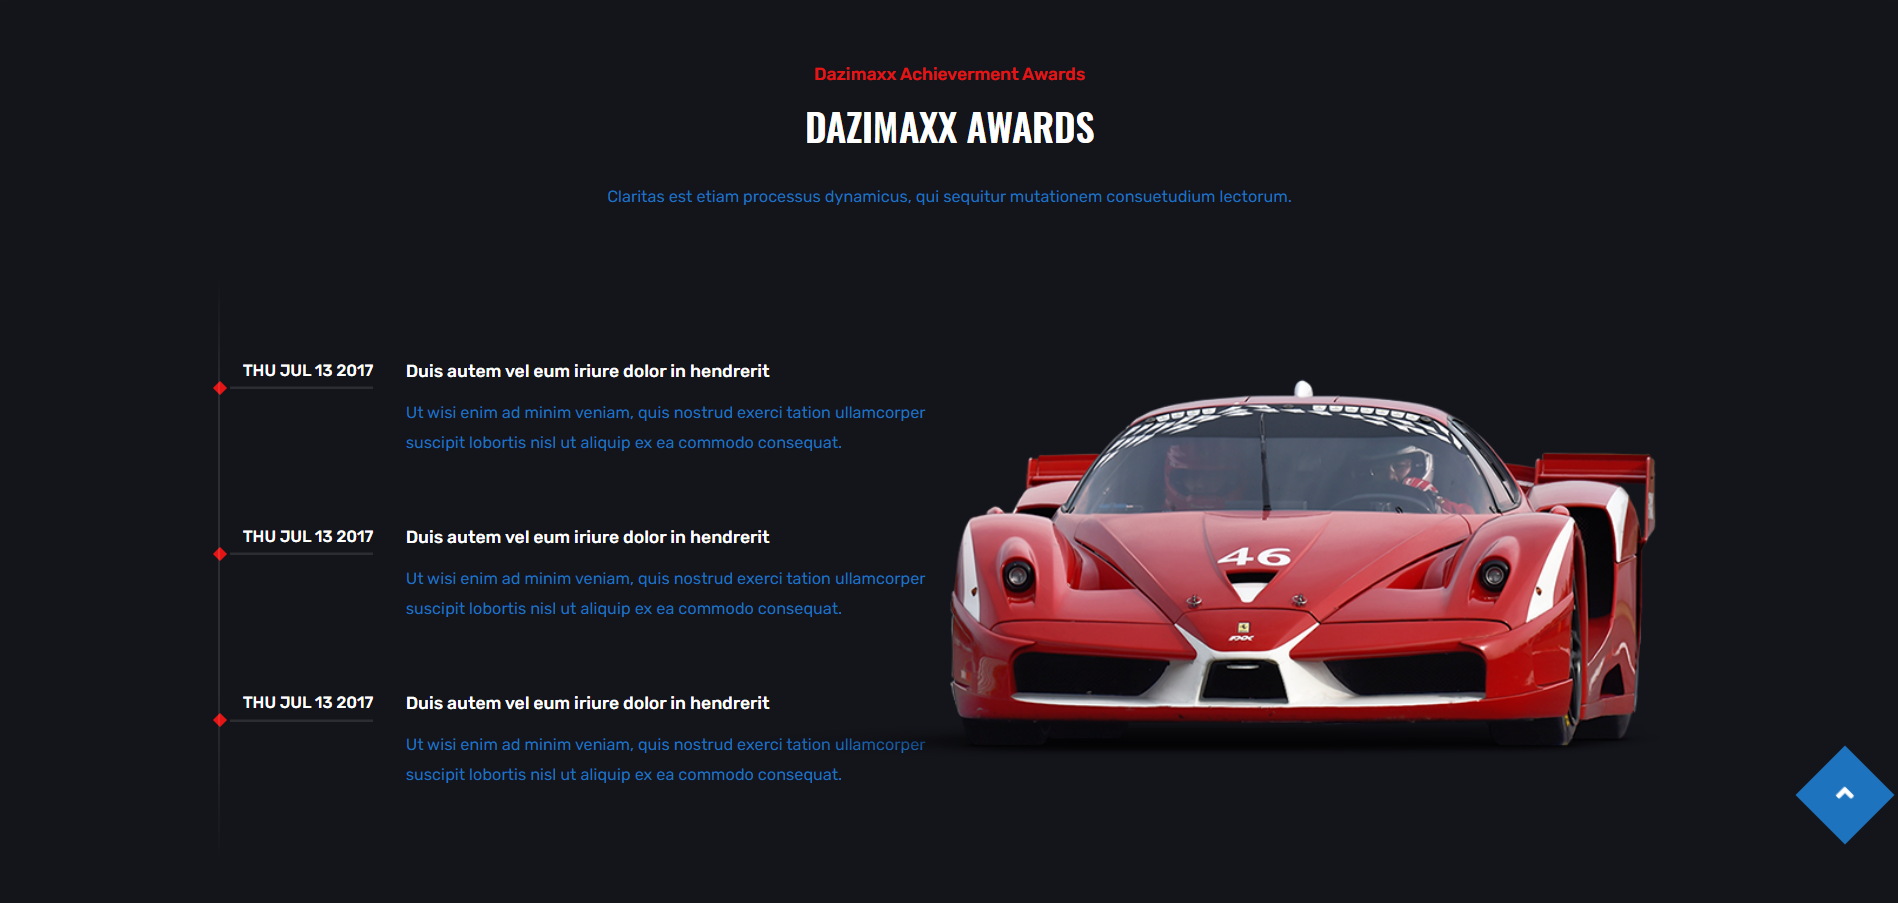 Dazimaxx Achieverment Awards
DAZIMAXX AWARDS
Claritas est etiam processus dynamicus, qui sequitur mutationem consuetudium lectorum.
THU JUL 13 2017
Duis autem vel eum iriure dolor in hendrerit
Ut wisi enim ad minim veniam, quis nostrud exerci tation ullamcorper
suscipit lobortis nisl ut aliquip ex ea commodo consequat.
THU JUL 13 2017
Duis autem vel eum iriure dolor in hendrerit
Ut wisi enim ad minim veniam, quis nostrud exerci tation ullamcorper
suscipit lobortis nisl ut aliquip ex ea commodo consequat.
THU JUL 13 2017
Duis autem vel eum iriure dolor in hendrerit
Ut wisi enim ad minim veniam, quis nostrud exerci tation ullamcorper
suscipit lobortis nisl ut aliquip ex ea commodo consequat.
46
FXX